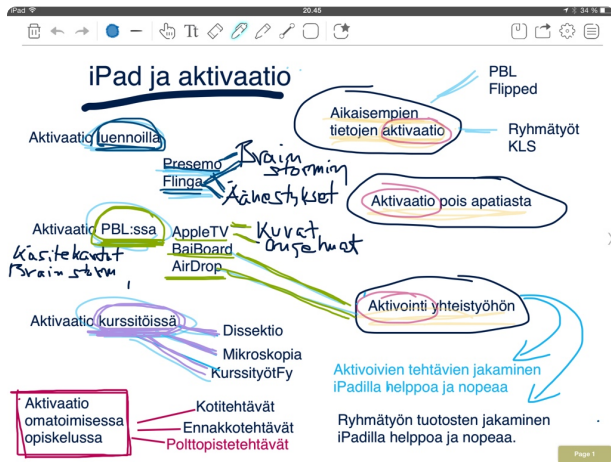 iPad
20.45
34 %
iPad ja aktivaatio
PBL
Flipped
Aikaisempien
tietojen aktivaatio
Ryhmätyöt
KLS
Aktivaatio luennoilla
Presemo
Flinga
Brain
storming
Äänestykset
Aktivaatio pois apatiasta
Aktivaatio PBL:ssa
AppleTV
BaiBoard
AirDrop
Kuvat
ongelmat
Käsitekartat
Brainstorm
Aktivointi yhteistyöhön
Aktivaatio kurssitöissä
Dissektio
Mikroskopia
KurssityötFy
Aktivoivien tehtävien jakaminen
iPadilla helppoa ja nopeaa
Aktivaatio
omatoimisessa
opiskelussa
Kotitehtävät
Ennakkotehtävät
Polttopistetehtävät
Ryhmätyön tuotosten jakaminen
iPadilla helppoa ja nopeaa.
Page 1